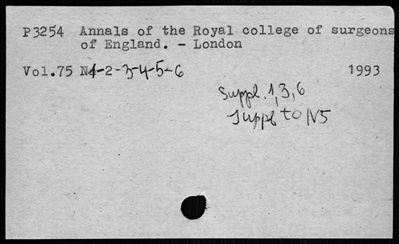 P3254 Annals of the Royal college of surgeons
of England. - London
Vol.75 N1-2-3-4-5-6 1993
Suppl. 1,3,6
Suppl to N5